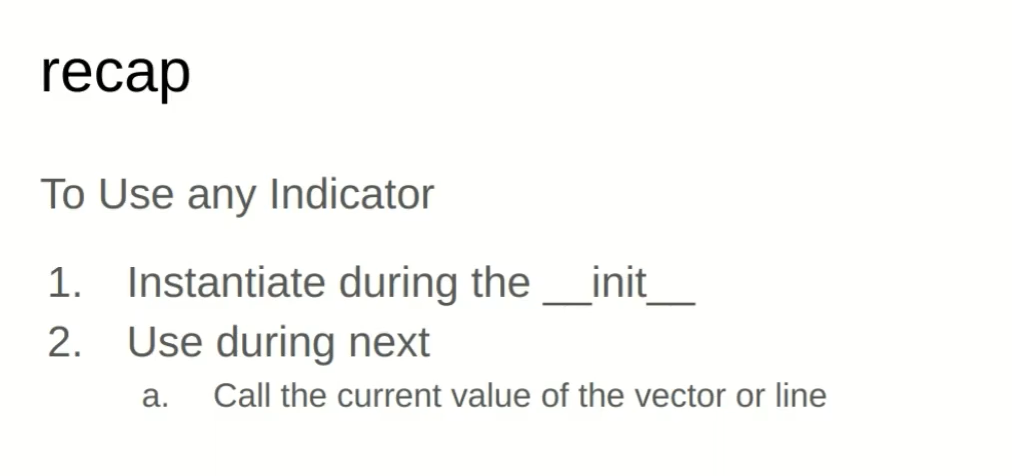 recap
To Use any Indicator
1. Instantiate during the __init__
2. Use during next
a. Call the current value of the vector or line